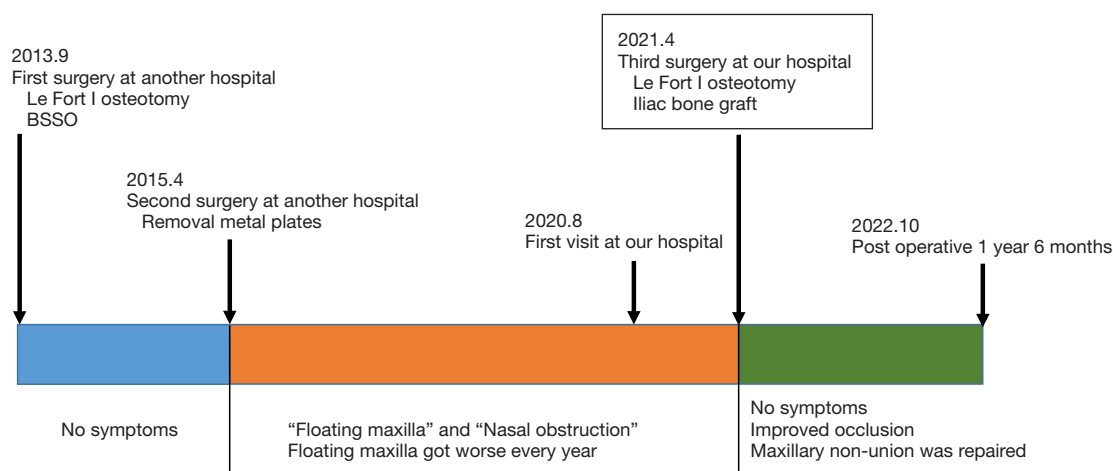 2013.9
First surgery at another hospital
Le Fort I osteotomy
BSSO
2015.4
Second surgery at another hospital
Removal metal plates
2020.8
First visit at our hospital
2021.4
Third surgery at our hospital
Le Fort I osteotomy
Iliac bone graft
2022.10
Post operative 1 year 6 months
No symptoms
“Floating maxilla” and “Nasal obstruction”
Floating maxilla got worse every year
No symptoms
Improved occlusion
Maxillary non-union was repaired